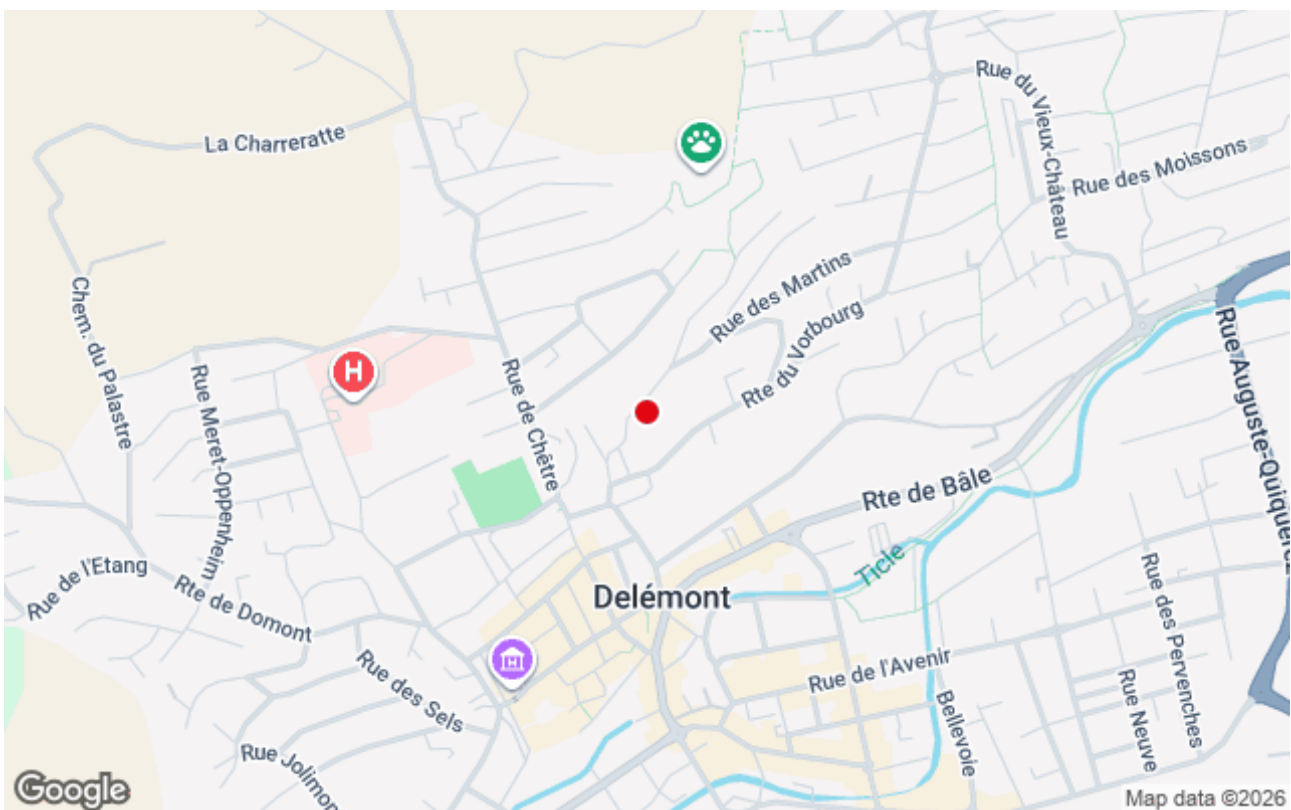 Rue du Vieux-Château
La Charreratte
Rue des Moissons
Chem. du Palastre
Rue des Martins
Rte du Vorbourg
Rue Auguste-Quiquerez
H
Rue Meret-Oppenheim
Rue de Chêtre
Rte de Bâle
Ticle
Rue de l'Etang
Rte de Domont
Delémont
Rue des Pervenches
Rue des Sels
Rue de l'Avenir
Rue Neuve
Bellevoie
Rue Jolimon
Google
Map data ©2026